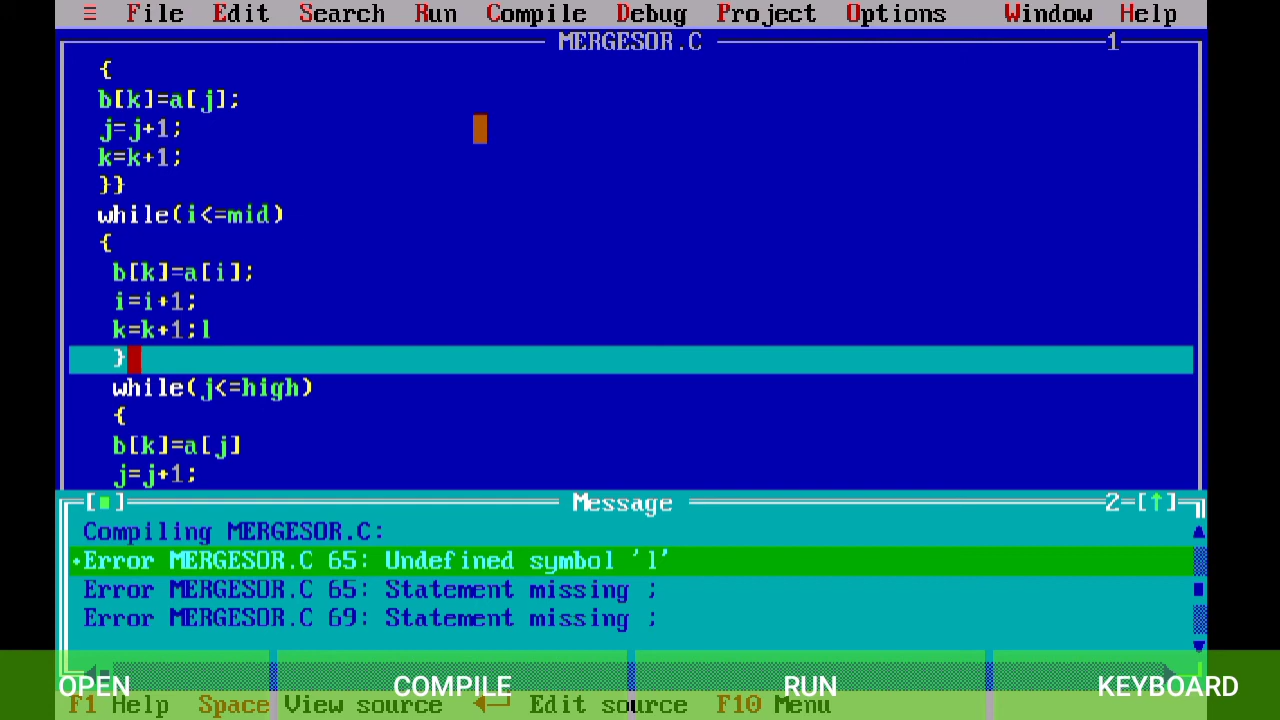 ≡ File Edit Search Run Compile Debug Project Options Window Help
MERGESOR.C 1
{
b[k]=a[j];
j=j+1;
k=k+1;
}}
while(i<=mid)
{
b[k]=a[i];
i=i+1;
k=k+1;l
}
while(j<=high)
{
b[k]=a[j]
j=j+1;
[■] Message 2=[↑]
Compiling MERGESOR.C:
•Error MERGESOR.C 65: Undefined symbol 'l'
Error MERGESOR.C 65: Statement missing ;
Error MERGESOR.C 69: Statement missing ;
OPEN COMPILE RUN KEYBOARD
F1 Help Space View source ←┘ Edit source F10 Menu